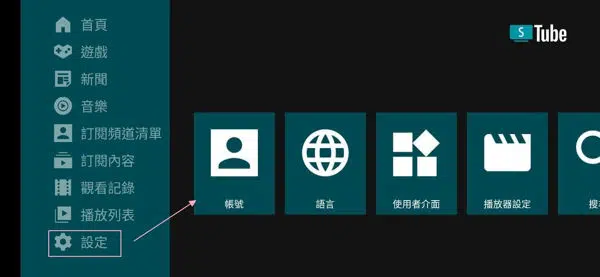 首頁
遊戲
新聞
音樂
訂閱頻道清單
訂閱內容
觀看記錄
播放列表
設定
S Tube
帳號
語言
使用者介面
播放器設定